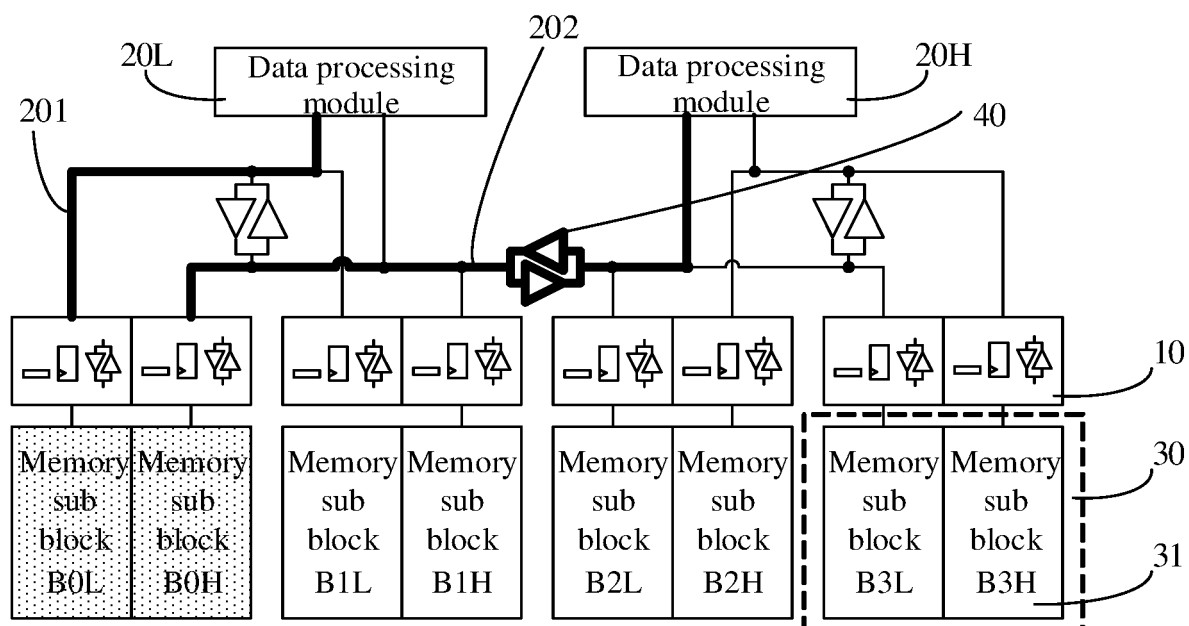 202
20L
Data processing
module
Data processing
module
20H
201
40
10
Memory
sub
block
B0L
Memory
sub
block
B0H
Memory
sub
block
B1L
Memory
sub
block
B1H
Memory
sub
block
B2L
Memory
sub
block
B2H
Memory
sub
block
B3L
Memory
sub
block
B3H
30
31